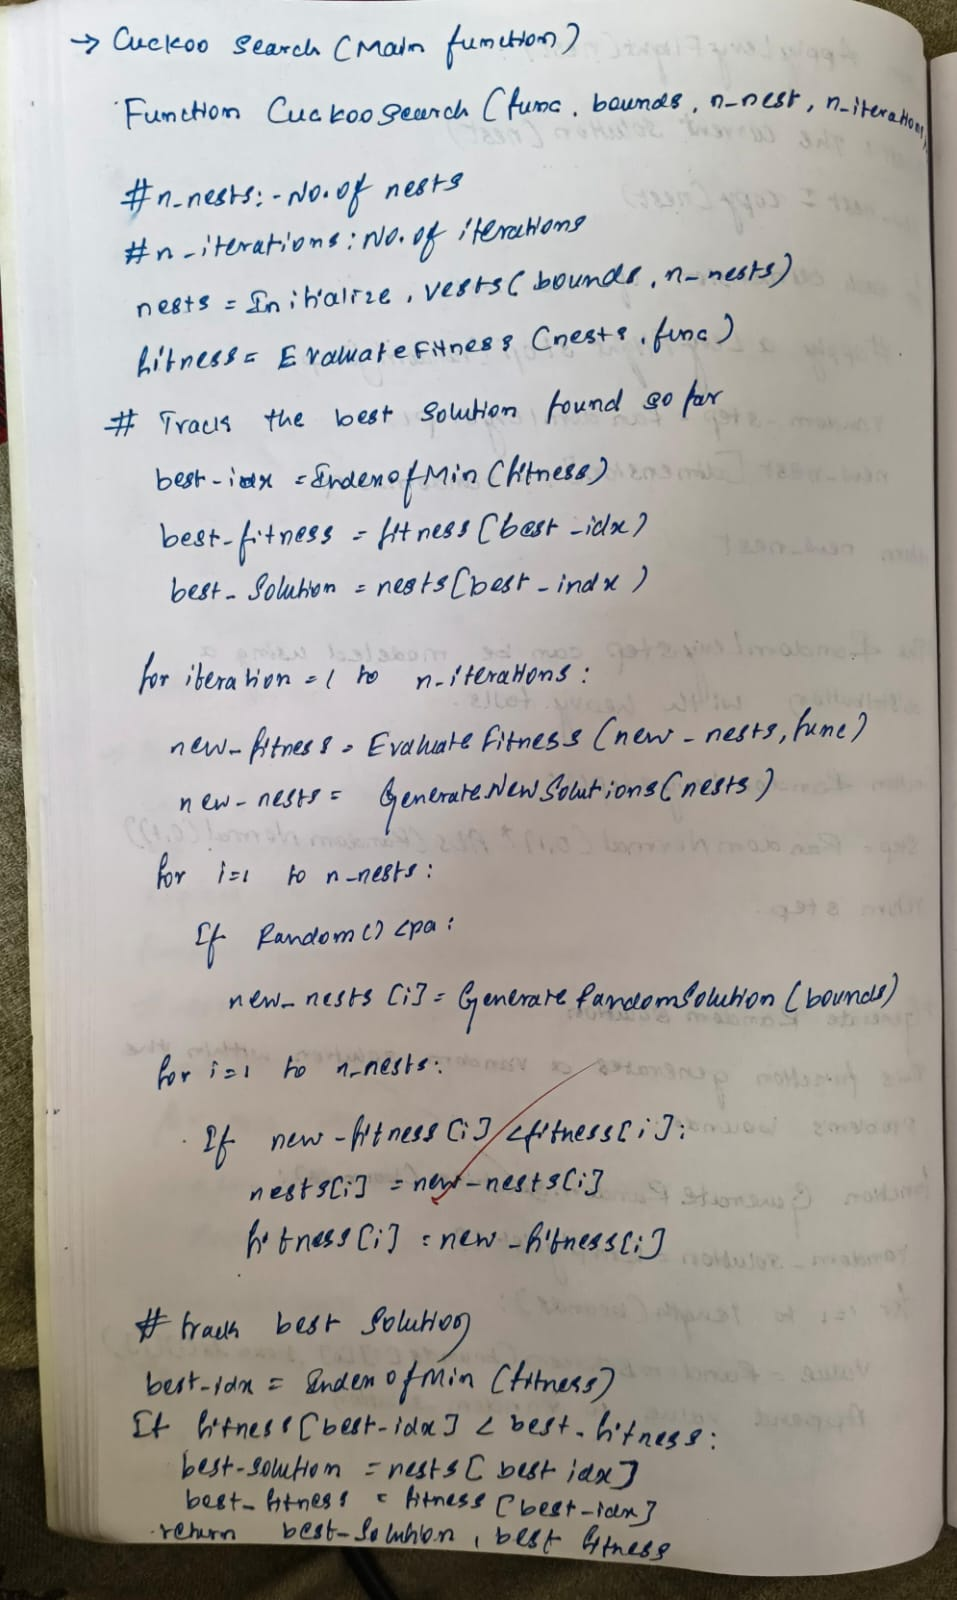 → Cuckoo Search (Main function)
Function Cuckoosearch (func, bounds, n-nest, n-iterations,
#n-nests:- No. of nests
#n-iterations: No. of iterations
nests = Initialize, vests( bounds, n-nests)
fitness = EvaluateFitness (nests, func)
# Track the best solution found so far
best-idx = IndexofMin (fitness)
best-fitness = fitness [best-idx]
best-Solution = nests [best-indx)
for iteration = 1 to n-iterations:
new-fitness = Evaluate Fitness (new-nests, func)
new-nests = GenerateNewSolutions(nests)
for i=1 to n-nests:
If Random() <pa:
new-nests [i] = Generate RandomSolution (bounds)
for i=1 to n-nests:
If new-fitness [i] <fitness[i]:
nests[i] = new-nests[i]
fitness[i] = new-fitness[i]
# track best Solution
best-idx = Index of Min (fitness)
If fitness [best-idx] < best-fitness:
best-solution = nests [ best idx]
best-fitness = fitness [best-idx]
return best-Solution, best fitness